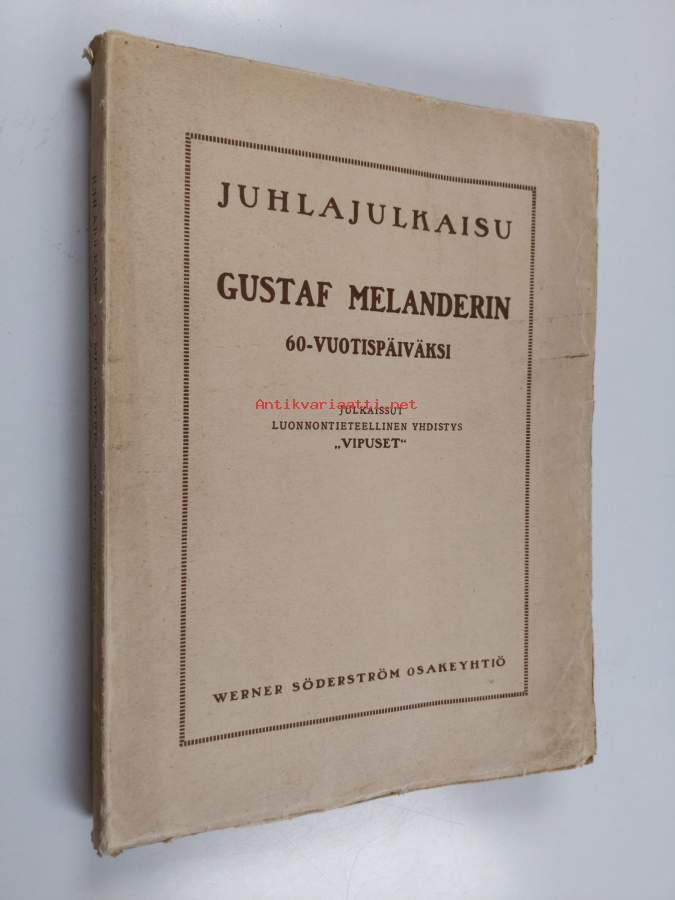 JUHLAJULKAISU
GUSTAF MELANDERIN
60-VUOTISPÄIVÄKSI
Antikvariaatti.net
JULKAISSUT
LUONNONTIETEELLINEN YHDISTYS
„VIPUSET“
WERNER SÖDERSTRÖM OSAKEYHTIÖ